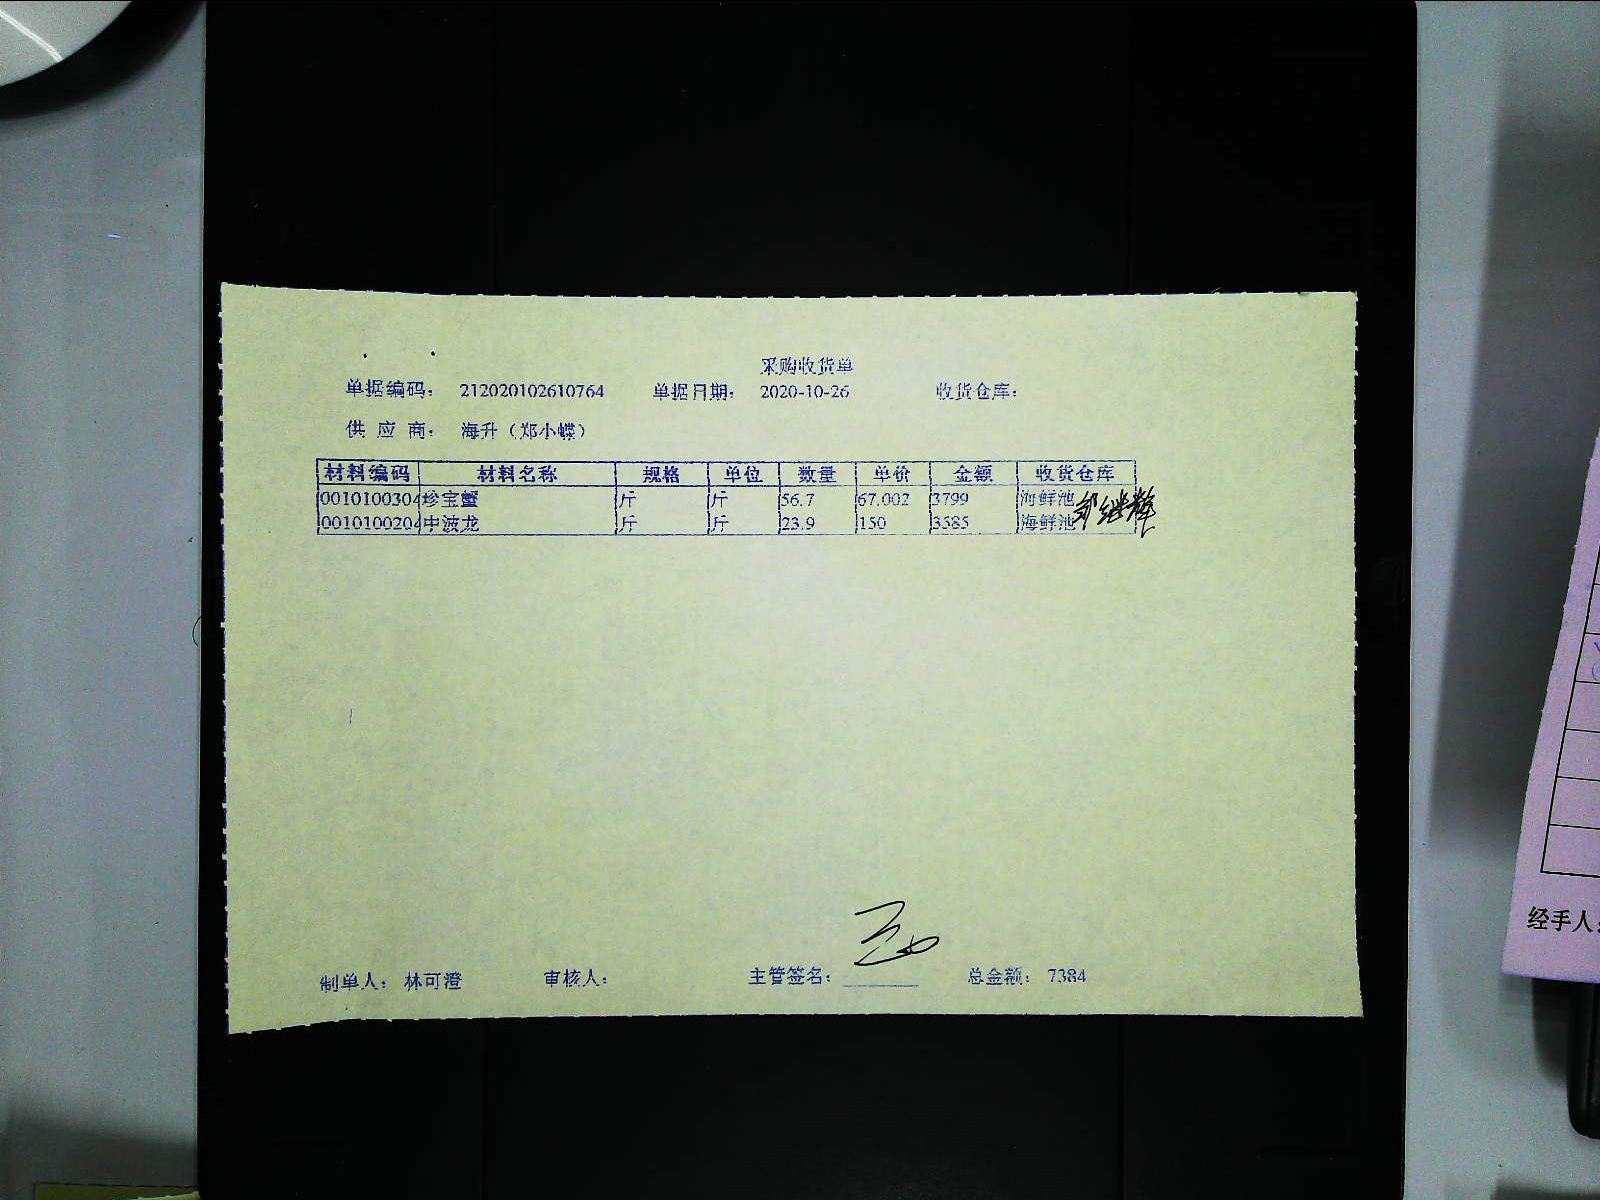 采购收货单
单据编码： 212020102610764 单据日期： 2020-10-26 收货仓库：
供 应 商： 海升（郑小蝶）
材料编码 材料名称 规格 单位 数量 单价 金额 收货仓库
0010100304 珍宝蟹 斤 斤 56.7 67.002 3799 海鲜池
0010100204 中波龙 斤 斤 23.9 150 3585 海鲜池
制单人： 林可澄 审核人： 主管签名： 总金额： 7384
经手人：